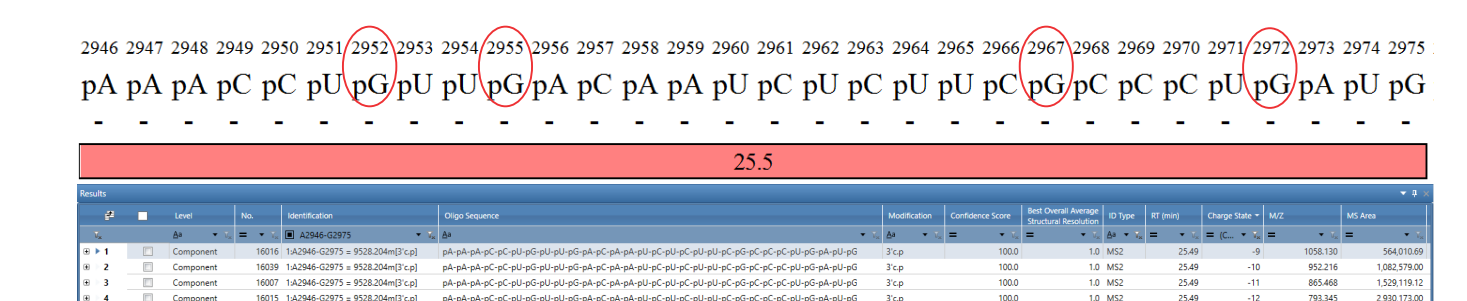 2946 2947 2948 2949 2950 2951 2952 2953 2954 2955 2956 2957 2958 2959 2960 2961 2962 2963 2964 2965 2966 2967 2968 2969 2970 2971 2972 2973 2974 2975
pA pA pA pC pC pU pG pU pU pG pA pC pA pA pU pC pU pC pU pU pC pG pC pC pC pU pG pA pU pG
- - - - - - - - - - - - - - - - - - - - - - - - - - - - - -
25.5
Results
Level No. Identification Oligo Sequence Modification Confidence Score Best Overall Average Structural Resolution ID Type RT (min) Charge State M/Z MS Area
Aa = A2946-G2975 Aa Aa = = Aa = = (C... = =
1 Component 16016 1:A2946-G2975 = 9528.204m[3'c.p] pA-pA-pA-pC-pC-pU-pG-pU-pU-pG-pA-pC-pA-pA-pU-pC-pU-pC-pU-pU-pC-pG-pC-pC-pC-pU-pG-pA-pU-pG 3'c.p 100.0 1.0 MS2 25.49 -9 1058.130 564,010.69
2 Component 16039 1:A2946-G2975 = 9528.204m[3'c.p] pA-pA-pA-pC-pC-pU-pG-pU-pU-pG-pA-pC-pA-pA-pU-pC-pU-pC-pU-pU-pC-pG-pC-pC-pC-pU-pG-pA-pU-pG 3'c.p 100.0 1.0 MS2 25.49 -10 952.216 1,082,579.00
3 Component 16007 1:A2946-G2975 = 9528.204m[3'c.p] pA-pA-pA-pC-pC-pU-pG-pU-pU-pG-pA-pC-pA-pA-pU-pC-pU-pC-pU-pU-pC-pG-pC-pC-pC-pU-pG-pA-pU-pG 3'c.p 100.0 1.0 MS2 25.49 -11 865.468 1,529,119.12
4 Component 16015 1:A2946-G2975 = 9528.204m[3'c.p] pA-pA-pA-pC-pC-pU-pG-pU-pU-pG-pA-pC-pA-pA-pU-pC-pU-pC-pU-pU-pC-pG-pC-pC-pC-pU-pG-pA-pU-pG 3'c.p 100.0 1.0 MS2 25.49 -12 793.345 2,930,173.00